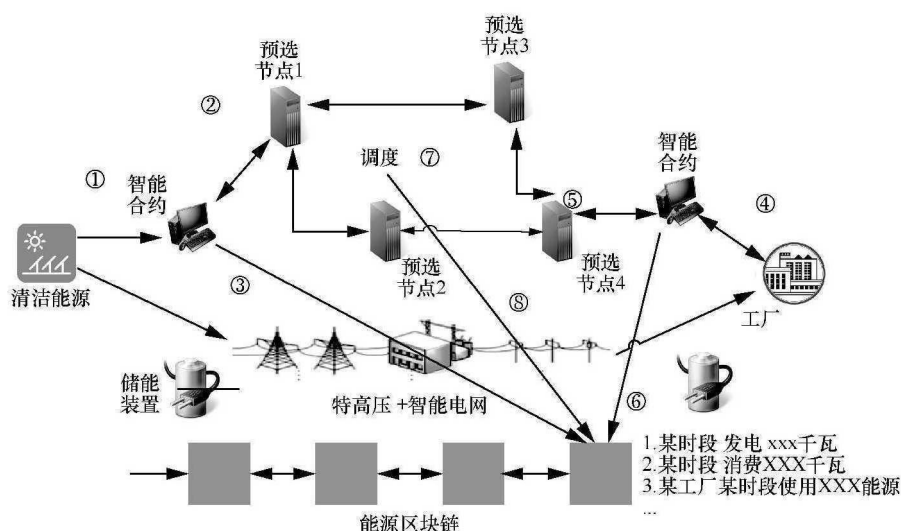 预选
节点1
预选
节点3
②
调度
⑦
智能
合约
①
智能
合约
⑤
④
预选
节点2
预选
节点4
清洁能源
③
⑧
工厂
储能
装置
特高压+智能电网
⑥
1.某时段 发电 xxx千瓦
2.某时段 消费XXX千瓦
3.某工厂某时段使用XXX能源
...
能源区块链